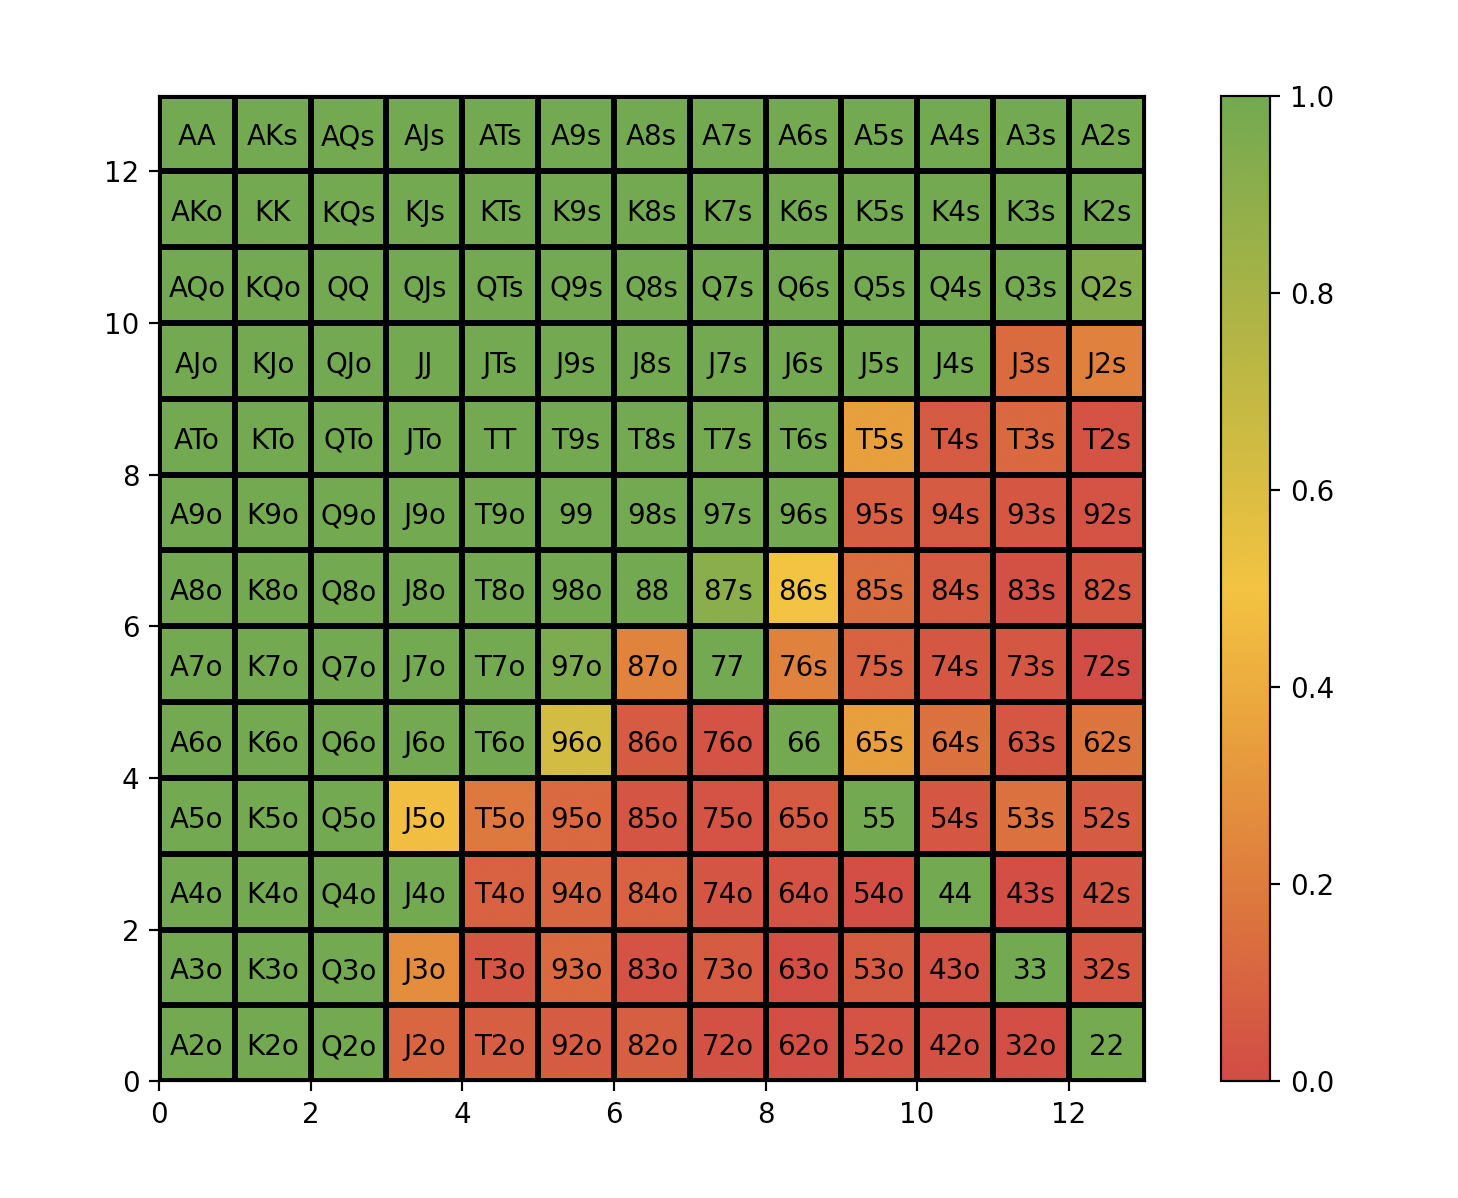 AA AKs AQs AJs ATs A9s A8s A7s A6s A5s A4s A3s A2s 1.0
12
AKo KK KQs KJs KTs K9s K8s K7s K6s K5s K4s K3s K2s
AQo KQo QQ QJs QTs Q9s Q8s Q7s Q6s Q5s Q4s Q3s Q2s 0.8
10
AJo KJo QJo JJ JTs J9s J8s J7s J6s J5s J4s J3s J2s
ATo KTo QTo JTo TT T9s T8s T7s T6s T5s T4s T3s T2s
8 0.6
A9o K9o Q9o J9o T9o 99 98s 97s 96s 95s 94s 93s 92s
A8o K8o Q8o J8o T8o 98o 88 87s 86s 85s 84s 83s 82s
6
A7o K7o Q7o J7o T7o 97o 87o 77 76s 75s 74s 73s 72s 0.4
A6o K6o Q6o J6o T6o 96o 86o 76o 66 65s 64s 63s 62s
4
A5o K5o Q5o J5o T5o 95o 85o 75o 65o 55 54s 53s 52s
A4o K4o Q4o J4o T4o 94o 84o 74o 64o 54o 44 43s 42s 0.2
2
A3o K3o Q3o J3o T3o 93o 83o 73o 63o 53o 43o 33 32s
A2o K2o Q2o J2o T2o 92o 82o 72o 62o 52o 42o 32o 22
0 0.0
0 2 4 6 8 10 12